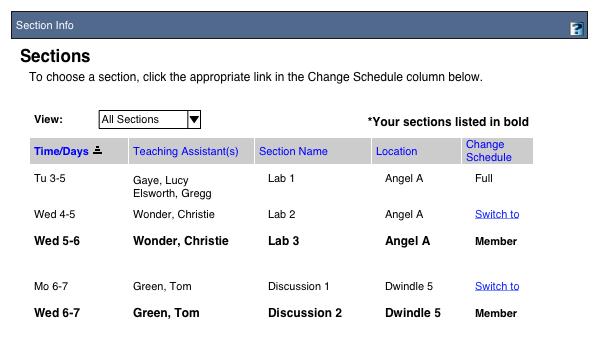 Section Info ?
Sections
To choose a section, click the appropriate link in the Change Schedule column below.
View: All Sections *Your sections listed in bold
Time/Days Teaching Assistant(s) Section Name Location Change Schedule
Tu 3-5 Gaye, Lucy Lab 1 Angel A Full
Elsworth, Gregg
Wed 4-5 Wonder, Christie Lab 2 Angel A Switch to
Wed 5-6 Wonder, Christie Lab 3 Angel A Member
Mo 6-7 Green, Tom Discussion 1 Dwindle 5 Switch to
Wed 6-7 Green, Tom Discussion 2 Dwindle 5 Member